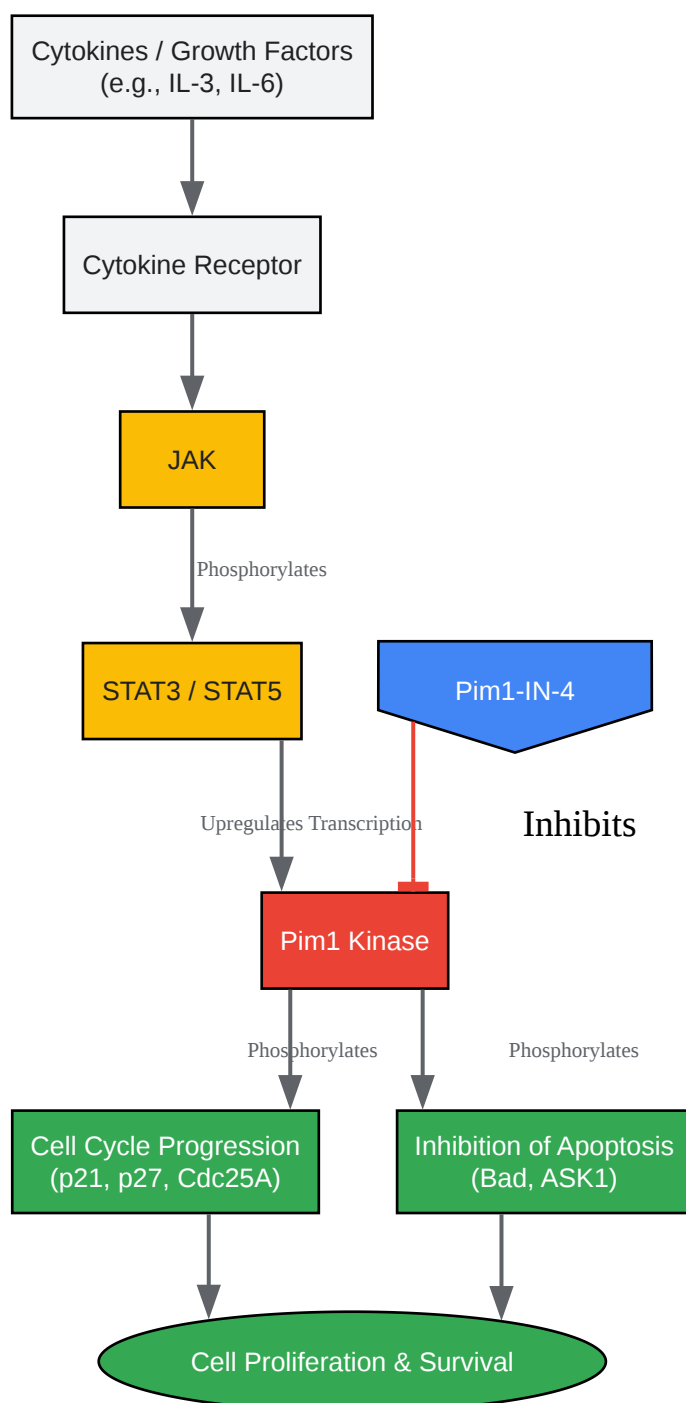 Cytokines / Growth Factors
(e.g., IL-3, IL-6)
Cytokine Receptor
JAK
Phosphorylates
STAT3 / STAT5
Pim1-IN-4
Upregulates Transcription
Inhibits
Pim1 Kinase
Phosphorylates
Phosphorylates
Cell Cycle Progression
(p21, p27, Cdc25A)
Inhibition of Apoptosis
(Bad, ASK1)
Cell Proliferation & Survival